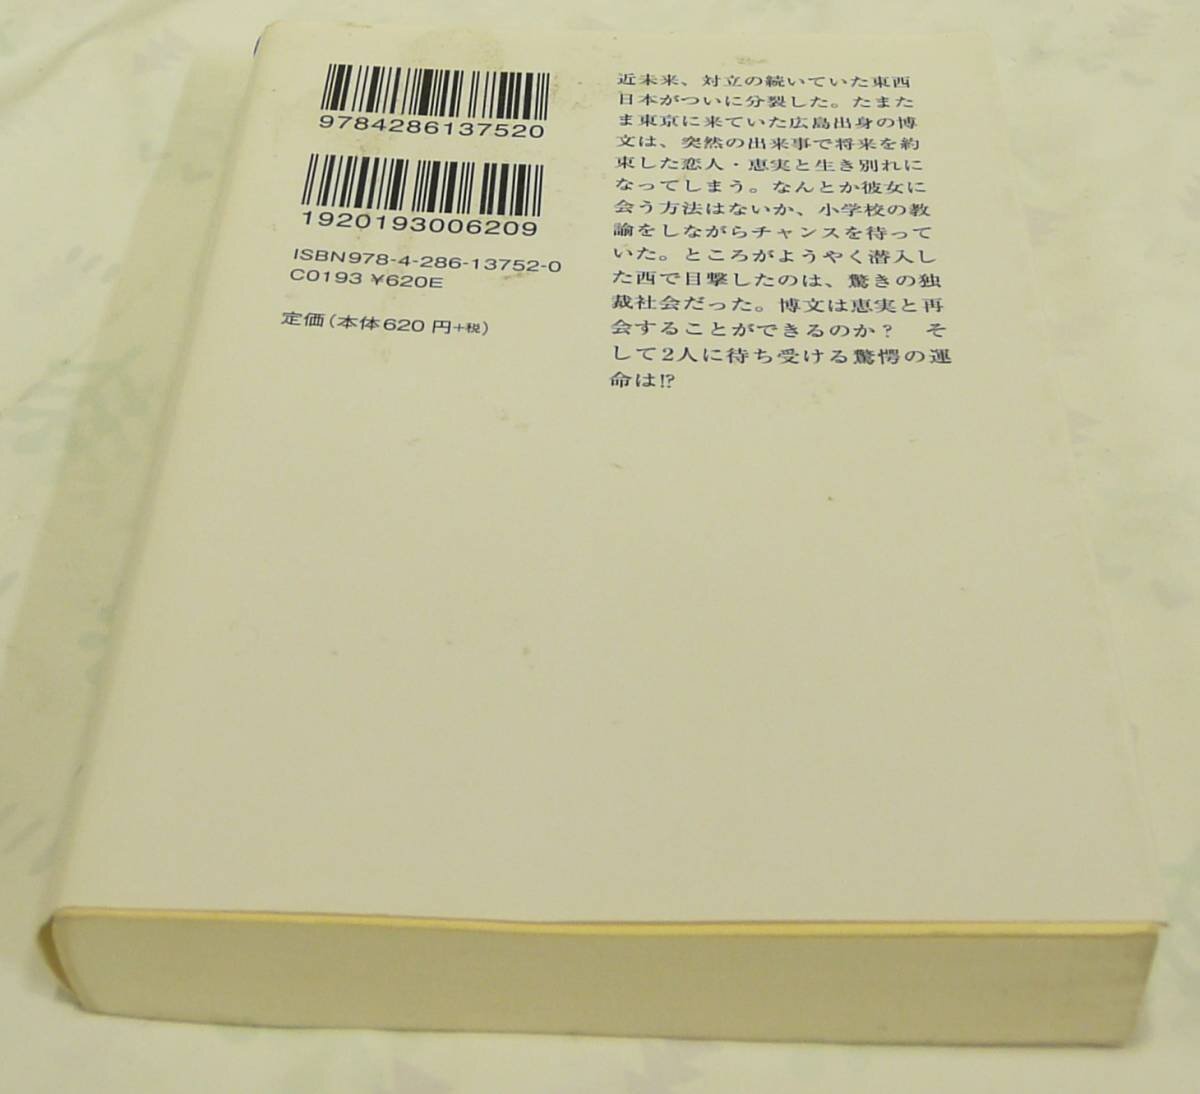 9784286137520
1920193006209
ISBN978-4-286-13752-0
C0193 ¥620E
定価(本体620円+税)
近未来、対立の続いていた東西
日本がついに分裂した。たまた
ま東京に来ていた広島出身の博
文は、突然の出来事で将来を約
束した恋人・恵実と生き別れに
なってしまう。なんとか彼女に
会う方法はないか、小学校の教
諭をしながらチャンスを待って
いた。ところがようやく潜入し
た西で目撃したのは、驚きの独
裁社会だった。博文は恵実と再
会することができるのか? そ
して2人に待ち受ける驚愕の運
命は!?